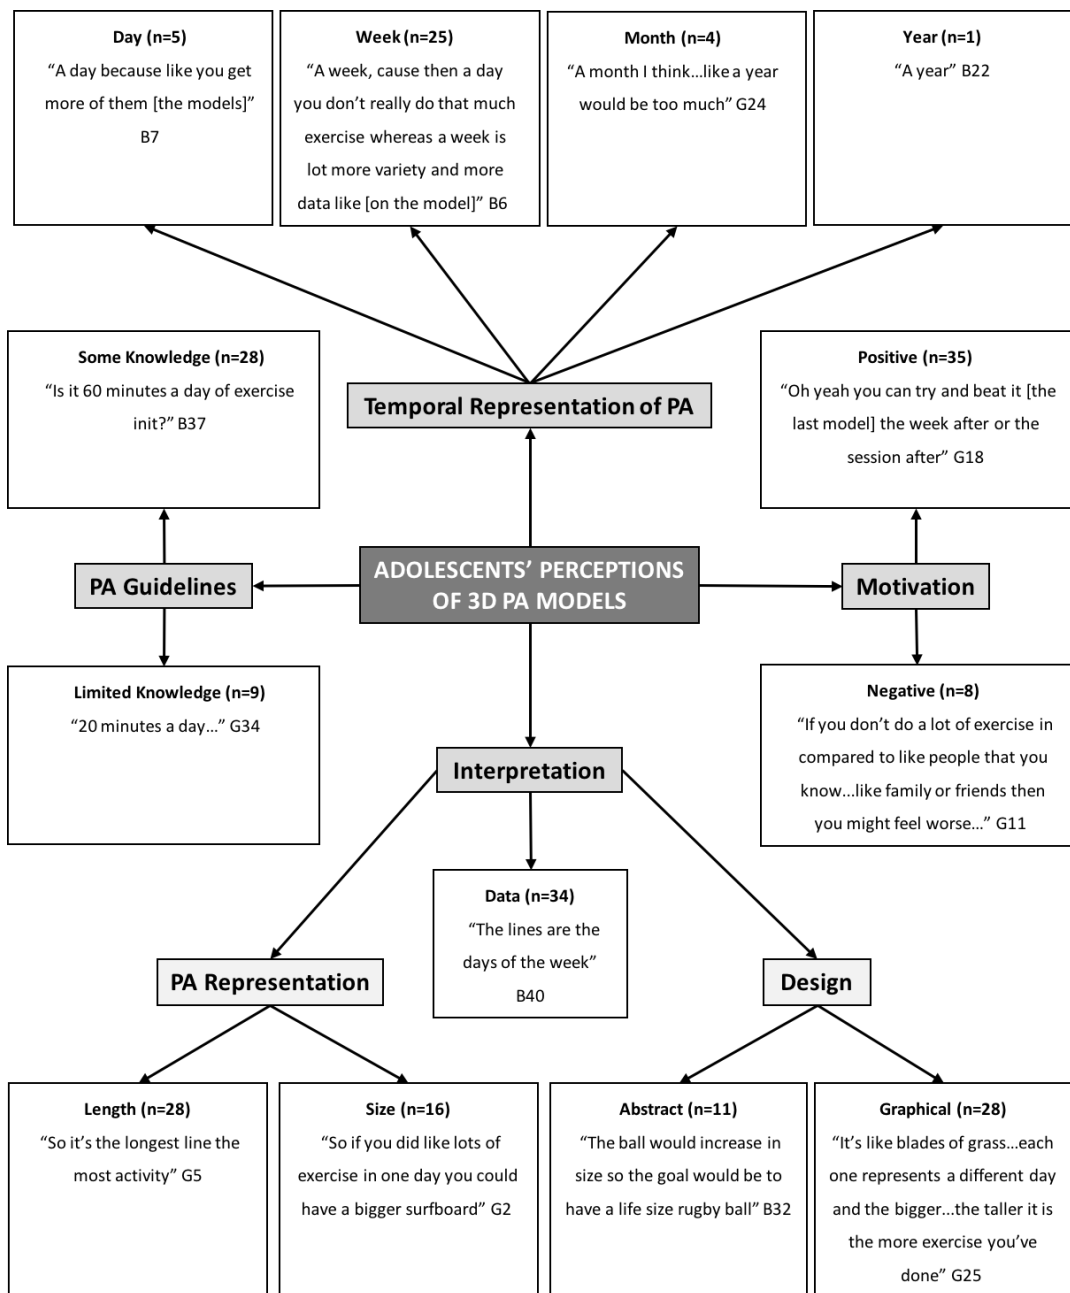 Day (n=5)
“A day because like you get
more of them [the models]”
B7
Week (n=25)
“A week, cause then a day
you don’t really do that much
exercise whereas a week is
lot more variety and more
data like [on the model]” B6
Month (n=4)
“A month I think...like a year
would be too much” G24
Year (n=1)
“A year” B22
Some Knowledge (n=28)
“Is it 60 minutes a day of exercise
init?” B37
Temporal Representation of PA
Positive (n=35)
“Oh yeah you can try and beat it [the
last model] the week after or the
session after” G18
PA Guidelines
ADOLESCENTS’ PERCEPTIONS
OF 3D PA MODELS
Motivation
Limited Knowledge (n=9)
“20 minutes a day...” G34
Negative (n=8)
“If you don’t do a lot of exercise in
compared to like people that you
know...like family or friends then
you might feel worse...” G11
Interpretation
Data (n=34)
“The lines are the
days of the week”
B40
PA Representation
Design
Length (n=28)
“So it’s the longest line the
most activity” G5
Size (n=16)
“So if you did like lots of
exercise in one day you could
have a bigger surfboard” G2
Abstract (n=11)
“The ball would increase in
size so the goal would be to
have a life size rugby ball” B32
Graphical (n=28)
“It’s like blades of grass...each
one represents a different day
and the bigger...the taller it is
the more exercise you’ve
done” G25